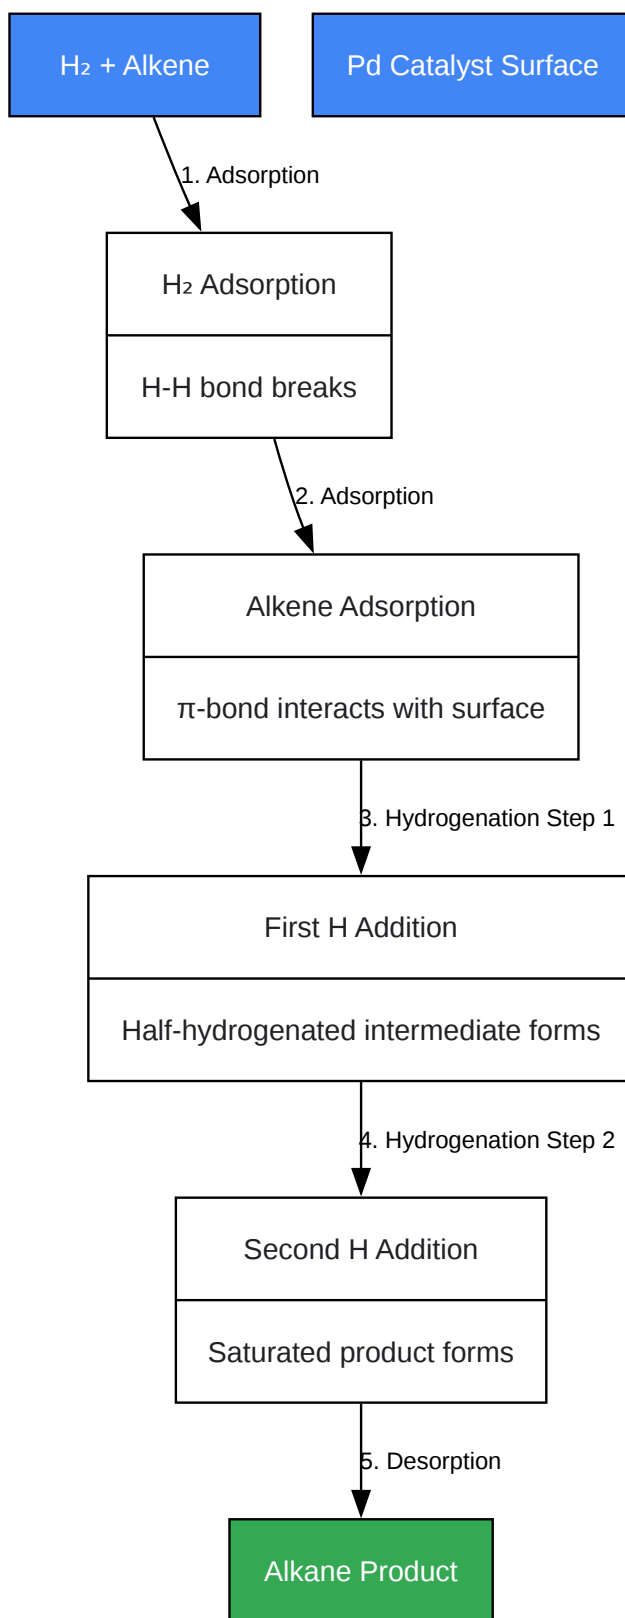 H₂ + Alkene
Pd Catalyst Surface
1. Adsorption
H₂ Adsorption
H-H bond breaks
2. Adsorption
Alkene Adsorption
π-bond interacts with surface
3. Hydrogenation Step 1
First H Addition
Half-hydrogenated intermediate forms
4. Hydrogenation Step 2
Second H Addition
Saturated product forms
5. Desorption
Alkane Product